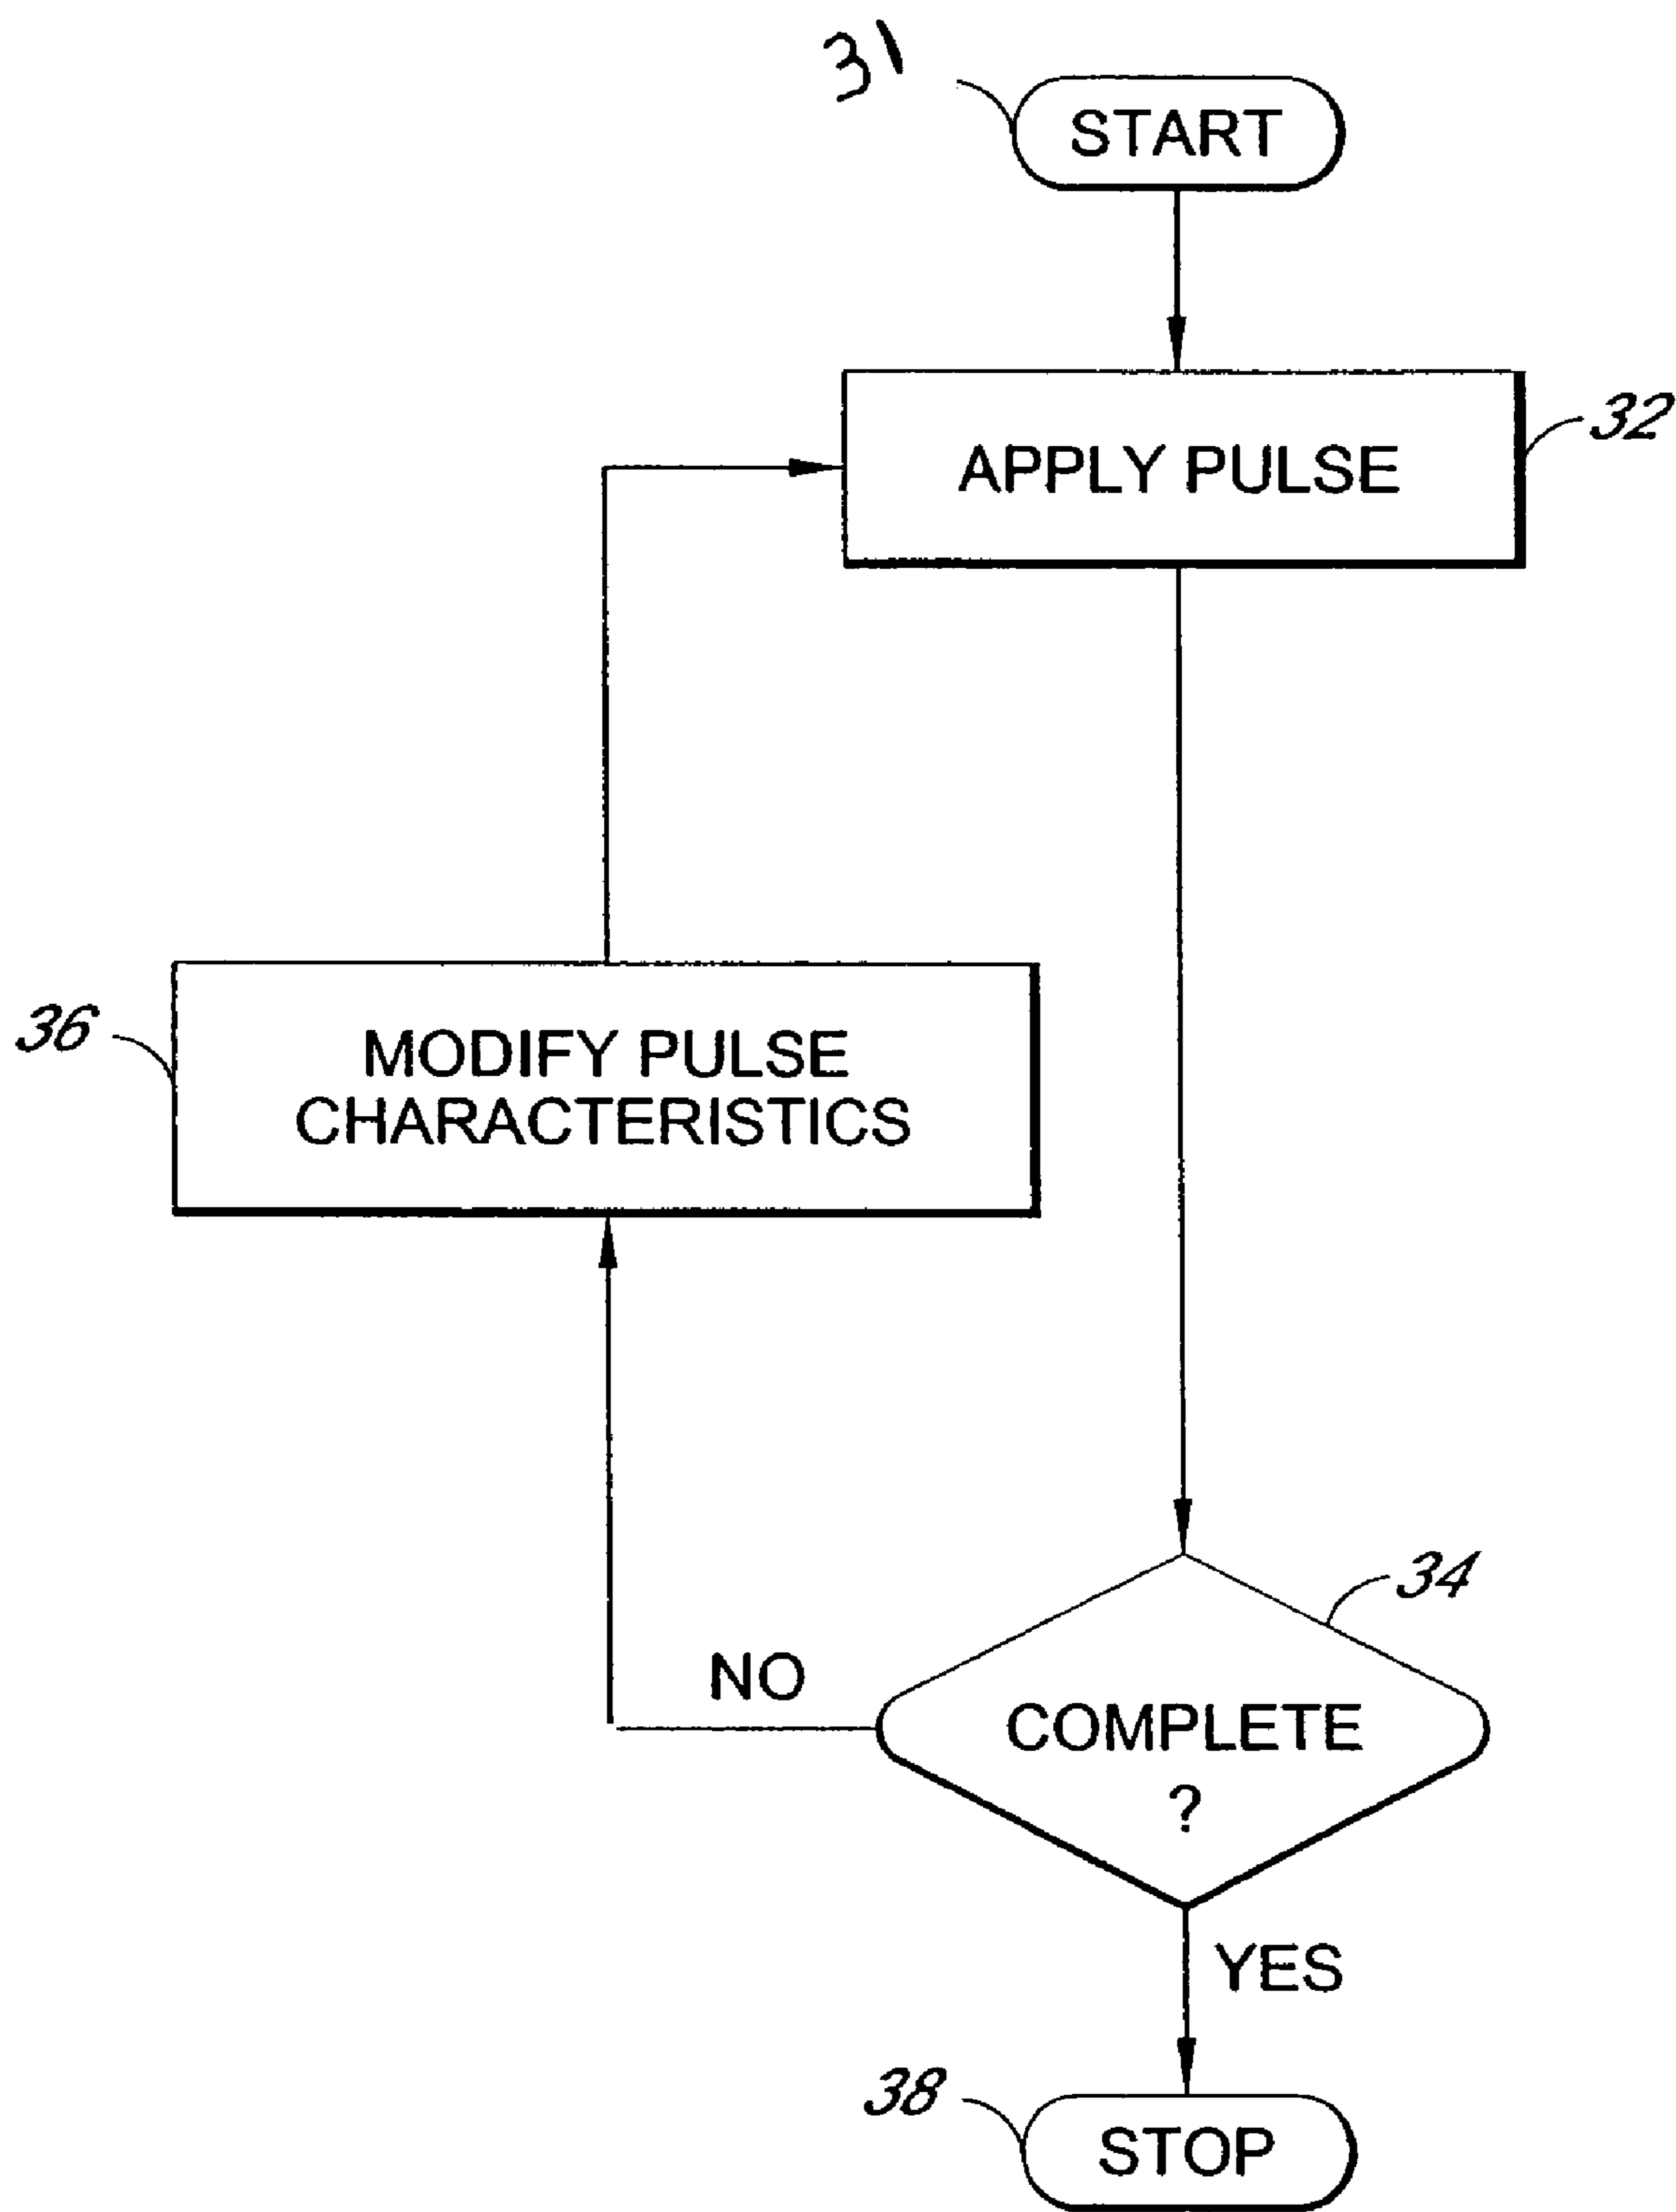 31
START
APPLY PULSE
32
36
MODIFY PULSE
CHARACTERISTICS
34
NO
COMPLETE
?
YES
38
STOP